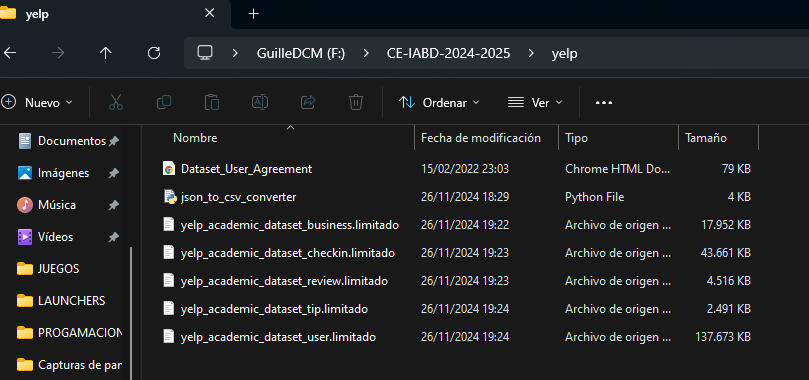 yelp
GuilleDCM (F:) > CE-IABD-2024-2025 > yelp
Nuevo Ordenar Ver
Nombre Fecha de modificación Tipo Tamaño
Documentos
Imágenes
Música
Vídeos
JUEGOS
LAUNCHERS
PROGAMACION
Capturas de pan
Dataset_User_Agreement 15/02/2022 23:03 Chrome HTML Do... 79 KB
json_to_csv_converter 26/11/2024 18:29 Python File 4 KB
yelp_academic_dataset_business.limitado 26/11/2024 19:22 Archivo de origen ... 17.952 KB
yelp_academic_dataset_checkin.limitado 26/11/2024 19:23 Archivo de origen ... 43.661 KB
yelp_academic_dataset_review.limitado 26/11/2024 19:23 Archivo de origen ... 4.516 KB
yelp_academic_dataset_tip.limitado 26/11/2024 19:24 Archivo de origen ... 2.491 KB
yelp_academic_dataset_user.limitado 26/11/2024 19:24 Archivo de origen ... 137.673 KB